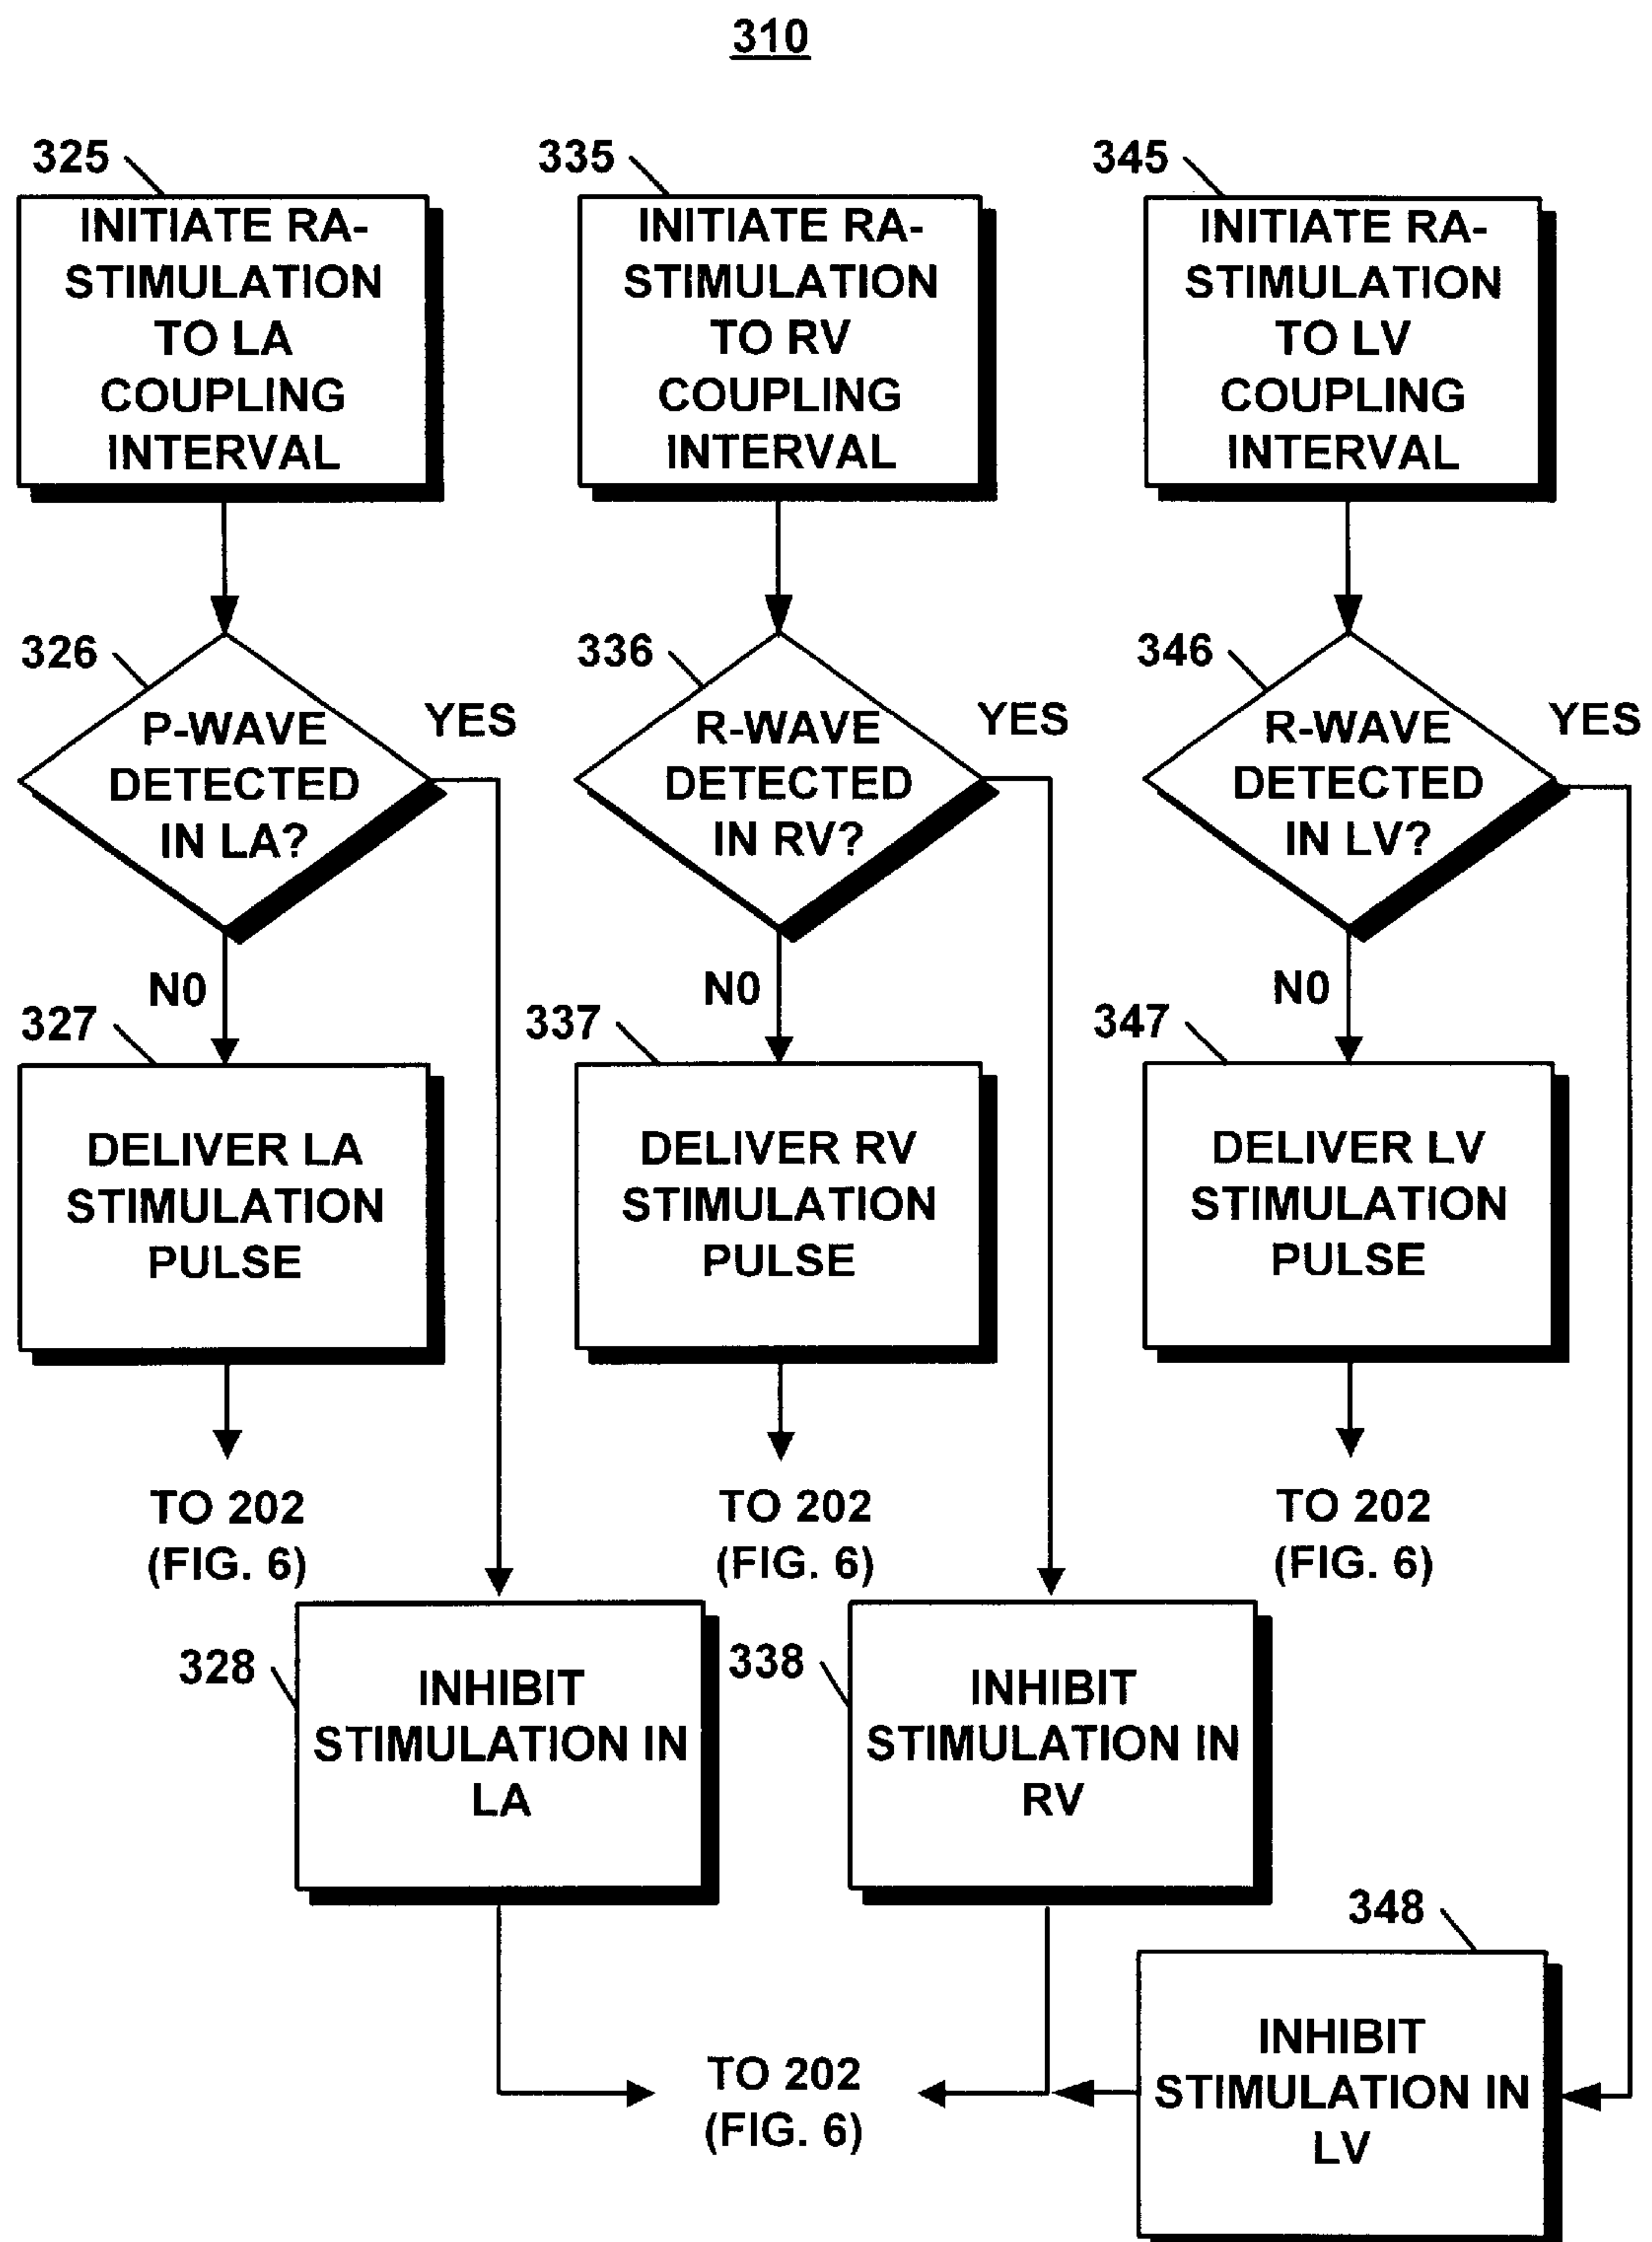 310
325
INITIATE RA-
STIMULATION
TO LA
COUPLING
INTERVAL
335
INITIATE RA-
STIMULATION
TO RV
COUPLING
INTERVAL
345
INITIATE RA-
STIMULATION
TO LV
COUPLING
INTERVAL
326
P-WAVE
DETECTED
IN LA?
YES
NO
336
R-WAVE
DETECTED
IN RV?
YES
NO
346
R-WAVE
DETECTED
IN LV?
YES
NO
327
DELIVER LA
STIMULATION
PULSE
337
DELIVER RV
STIMULATION
PULSE
347
DELIVER LV
STIMULATION
PULSE
TO 202
(FIG. 6)
TO 202
(FIG. 6)
TO 202
(FIG. 6)
328
INHIBIT
STIMULATION IN
LA
338
INHIBIT
STIMULATION IN
RV
348
INHIBIT
STIMULATION IN
LV
TO 202
(FIG. 6)